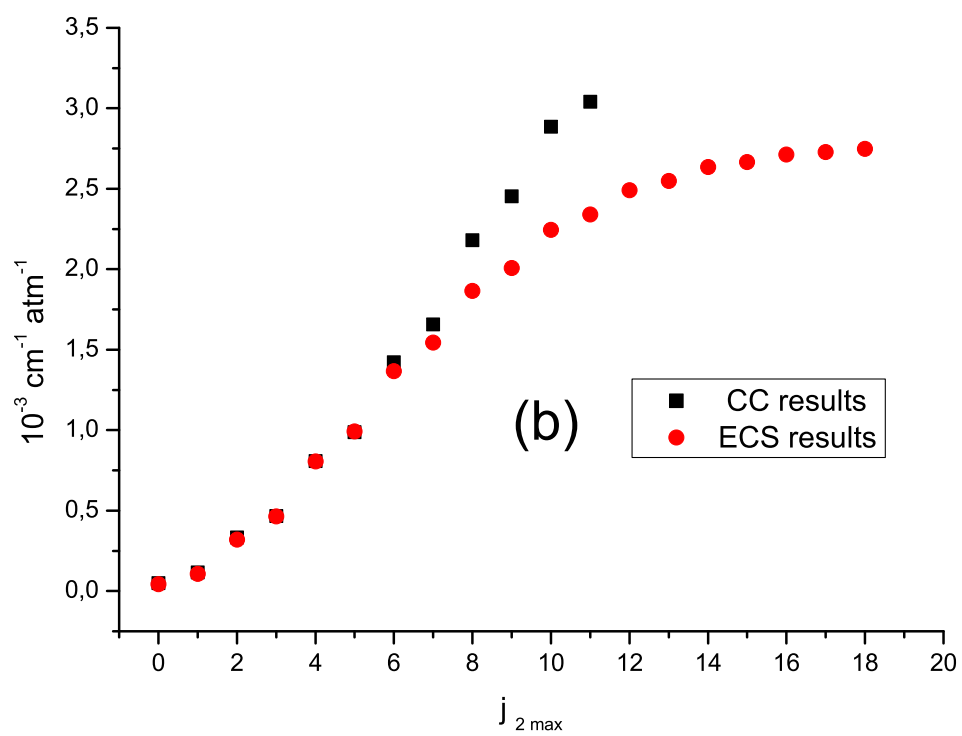 3,5
3,0
2,5
2,0
1,5
1,0
0,5
0,0
10⁻³ cm⁻¹ atm⁻¹
(b)
CC results
ECS results
0 2 4 6 8 10 12 14 16 18 20
j 2 max